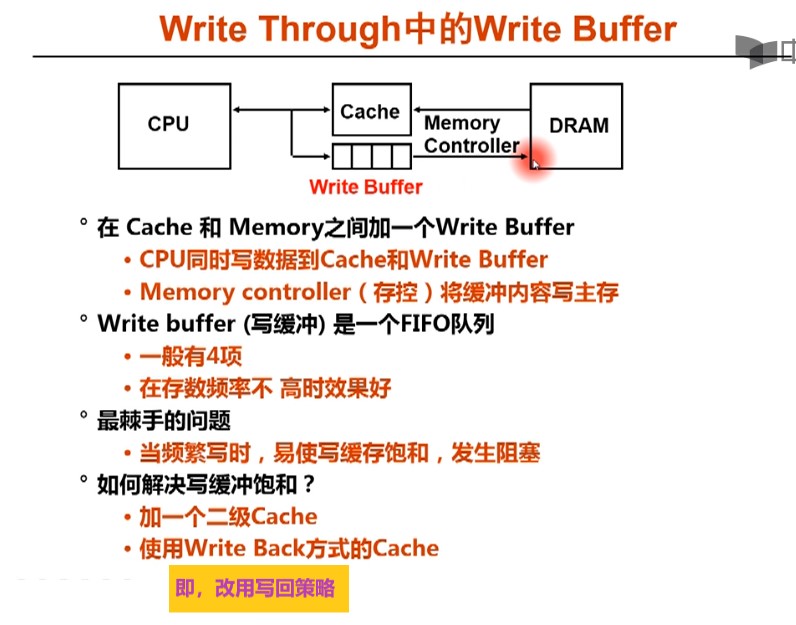 Write Through中的Write Buffer
CPU
Cache
Memory
Controller
DRAM
Write Buffer
° 在 Cache 和 Memory之间加一个Write Buffer
• CPU同时写数据到Cache和Write Buffer
• Memory controller（存控）将缓冲内容写主存
° Write buffer (写缓冲) 是一个FIFO队列
• 一般有4项
• 在存数频率不 高时效果好
° 最棘手的问题
• 当频繁写时，易使写缓存饱和，发生阻塞
° 如何解决写缓冲饱和？
• 加一个二级Cache
• 使用Write Back方式的Cache
即，改用写回策略